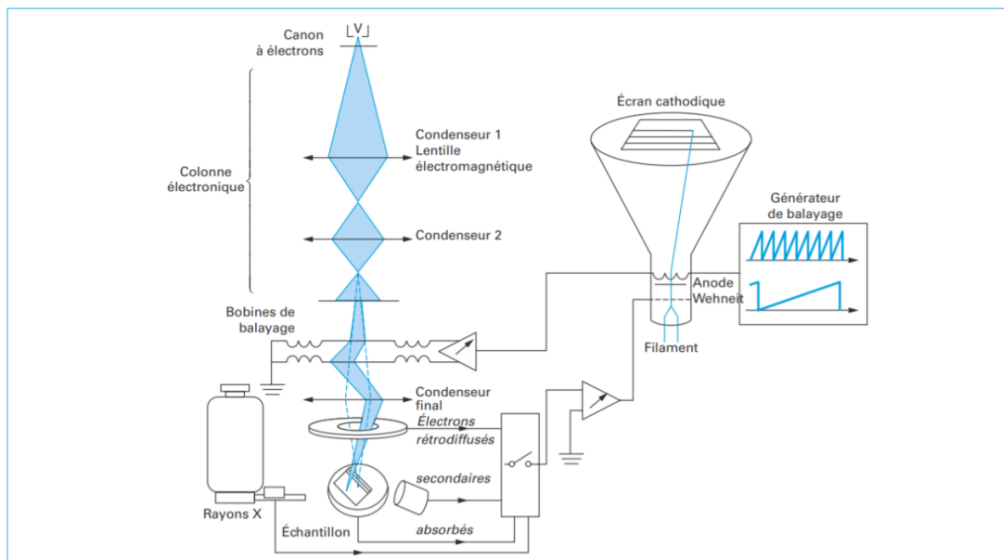 V
Canon
à électrons
Colonne
électronique
Condenseur 1
Lentille
électromagnétique
Condenseur 2
Bobines de
balayage
Condenseur
final
Électrons
rétrodiffusés
secondaires
absorbés
Rayons X
Échantillon
Écran cathodique
Anode
Wehneit
Filament
Générateur
de balayage